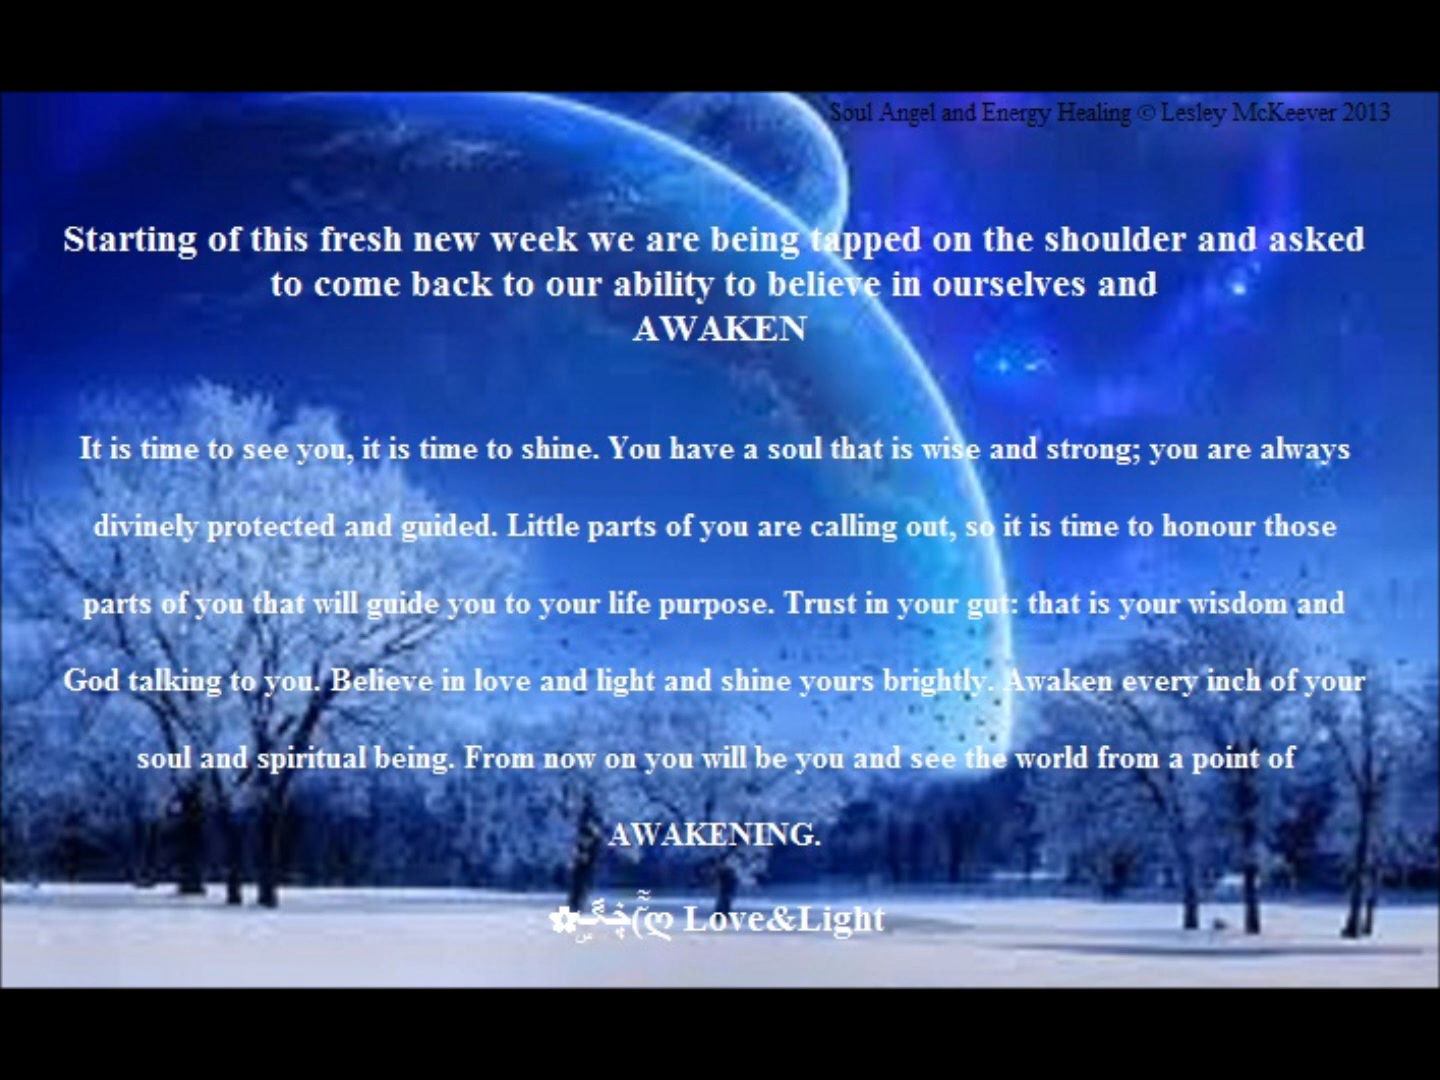 Soul Angel and Energy Healing © Lesley McKeever 2013
Starting of this fresh new week we are being tapped on the shoulder and asked
to come back to our ability to believe in ourselves and
AWAKEN
It is time to see you, it is time to shine. You have a soul that is wise and strong; you are always
divinely protected and guided. Little parts of you are calling out, so it is time to honour those
parts of you that will guide you to your life purpose. Trust in your gut: that is your wisdom and
God talking to you. Believe in love and light and shine yours brightly. Awaken every inch of your
soul and spiritual being. From now on you will be you and see the world from a point of
AWAKENING.
Love&Light